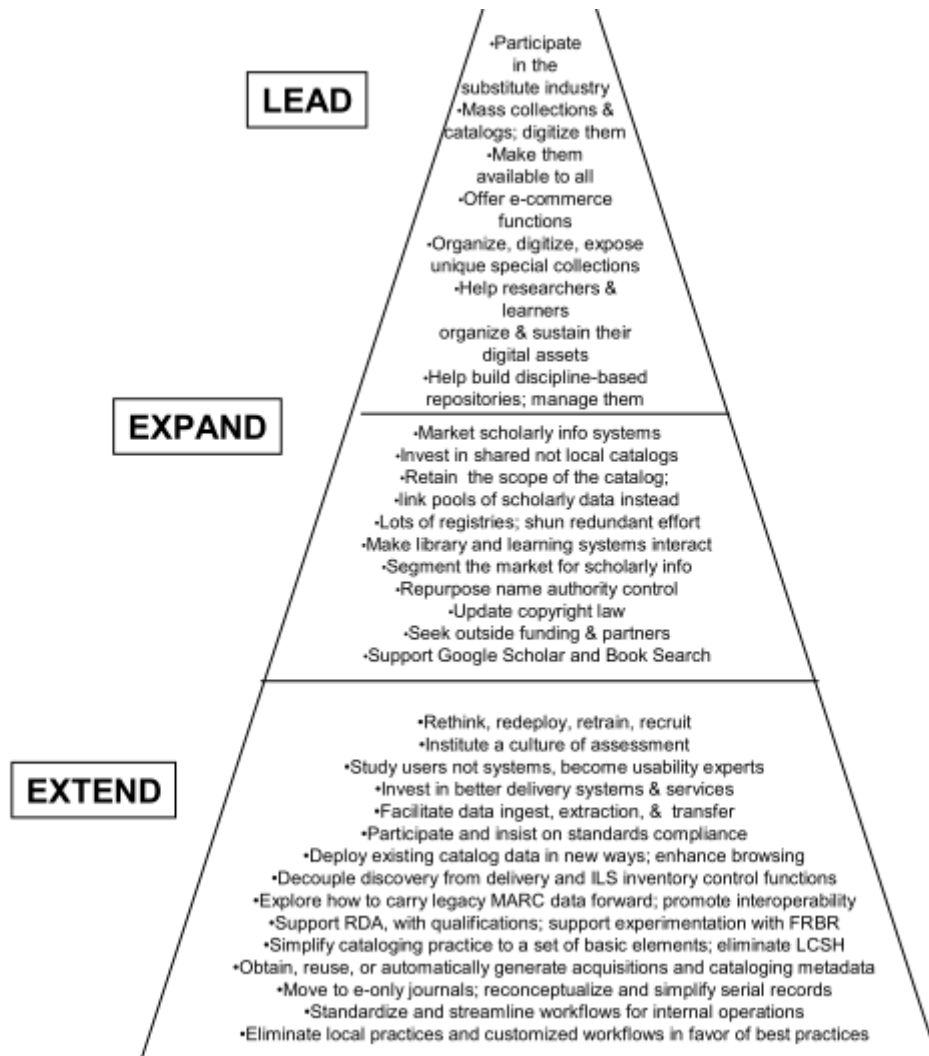 LEAD
•Participate
in the
substitute industry
•Mass collections &
catalogs; digitize them
•Make them
available to all
•Offer e-commerce
functions
•Organize, digitize, expose
unique special collections
•Help researchers &
learners
organize & sustain their
digital assets
•Help build discipline-based
repositories; manage them
EXPAND
•Market scholarly info systems
•Invest in shared not local catalogs
•Retain the scope of the catalog;
•link pools of scholarly data instead
•Lots of registries; shun redundant effort
•Make library and learning systems interact
•Segment the market for scholarly info
•Repurpose name authority control
•Update copyright law
•Seek outside funding & partners
•Support Google Scholar and Book Search
EXTEND
•Rethink, redeploy, retrain, recruit
•Institute a culture of assessment
•Study users not systems, become usability experts
•Invest in better delivery systems & services
•Facilitate data ingest, extraction, & transfer
•Participate and insist on standards compliance
•Deploy existing catalog data in new ways; enhance browsing
•Decouple discovery from delivery and ILS inventory control functions
•Explore how to carry legacy MARC data forward; promote interoperability
•Support RDA, with qualifications; support experimentation with FRBR
•Simplify cataloging practice to a set of basic elements; eliminate LCSH
•Obtain, reuse, or automatically generate acquisitions and cataloging metadata
•Move to e-only journals; reconceptualize and simplify serial records
•Standardize and streamline workflows for internal operations
•Eliminate local practices and customized workflows in favor of best practices